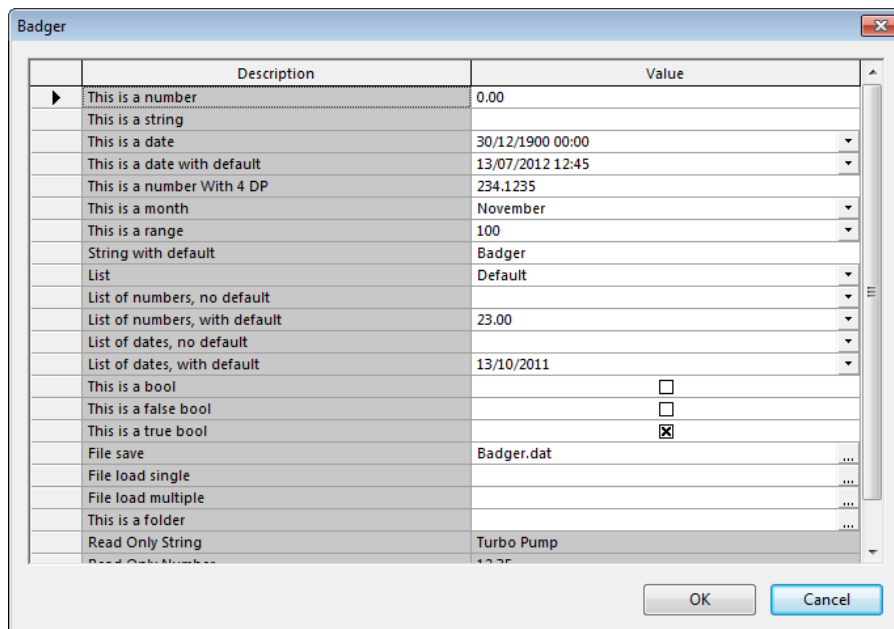 Badger
Description Value
This is a number 0.00
This is a string
This is a date 30/12/1900 00:00
This is a date with default 13/07/2012 12:45
This is a number With 4 DP 234.1235
This is a month November
This is a range 100
String with default Badger
List Default
List of numbers, no default
List of numbers, with default 23.00
List of dates, no default
List of dates, with default 13/10/2011
This is a bool
This is a false bool
This is a true bool
File save Badger.dat ...
File load single ...
File load multiple ...
This is a folder ...
Read Only String Turbo Pump
Read Only Number
OK Cancel